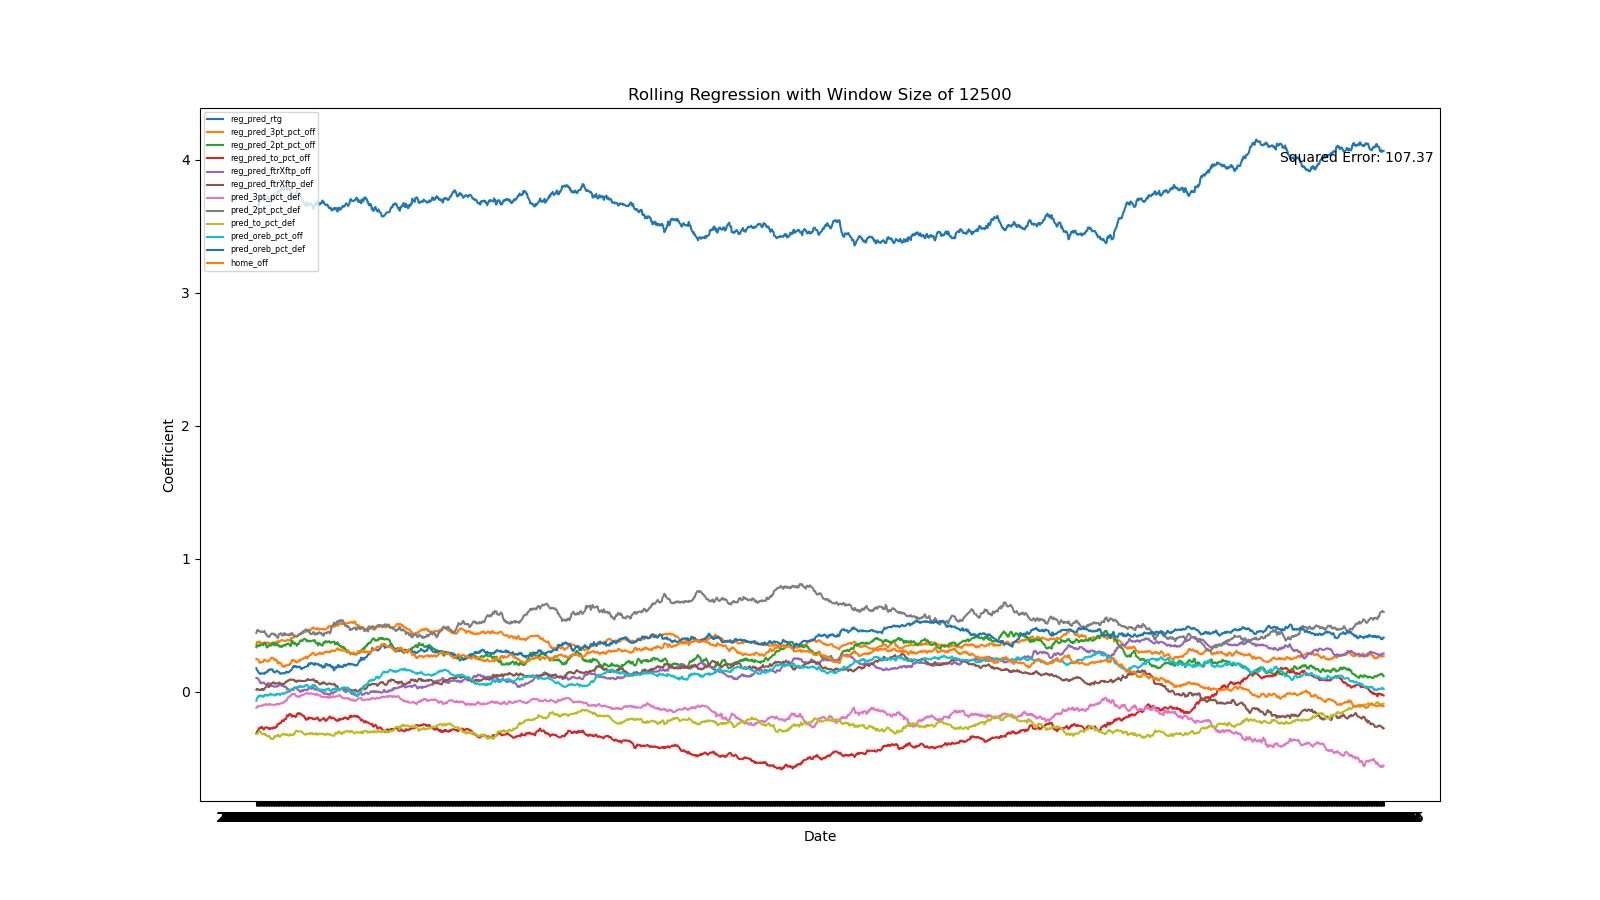 Rolling Regression with Window Size of 12500
reg_pred_rtg
reg_pred_3pt_pct_off
reg_pred_2pt_pct_off
reg_pred_to_pct_off
reg_pred_ftrXftp_off
reg_pred_ftrXftp_def
pred_3pt_pct_def
pred_2pt_pct_def
pred_to_pct_def
pred_oreb_pct_off
pred_oreb_pct_def
home_off
Squared Error: 107.37
4
3
2
1
0
Coefficient
Date